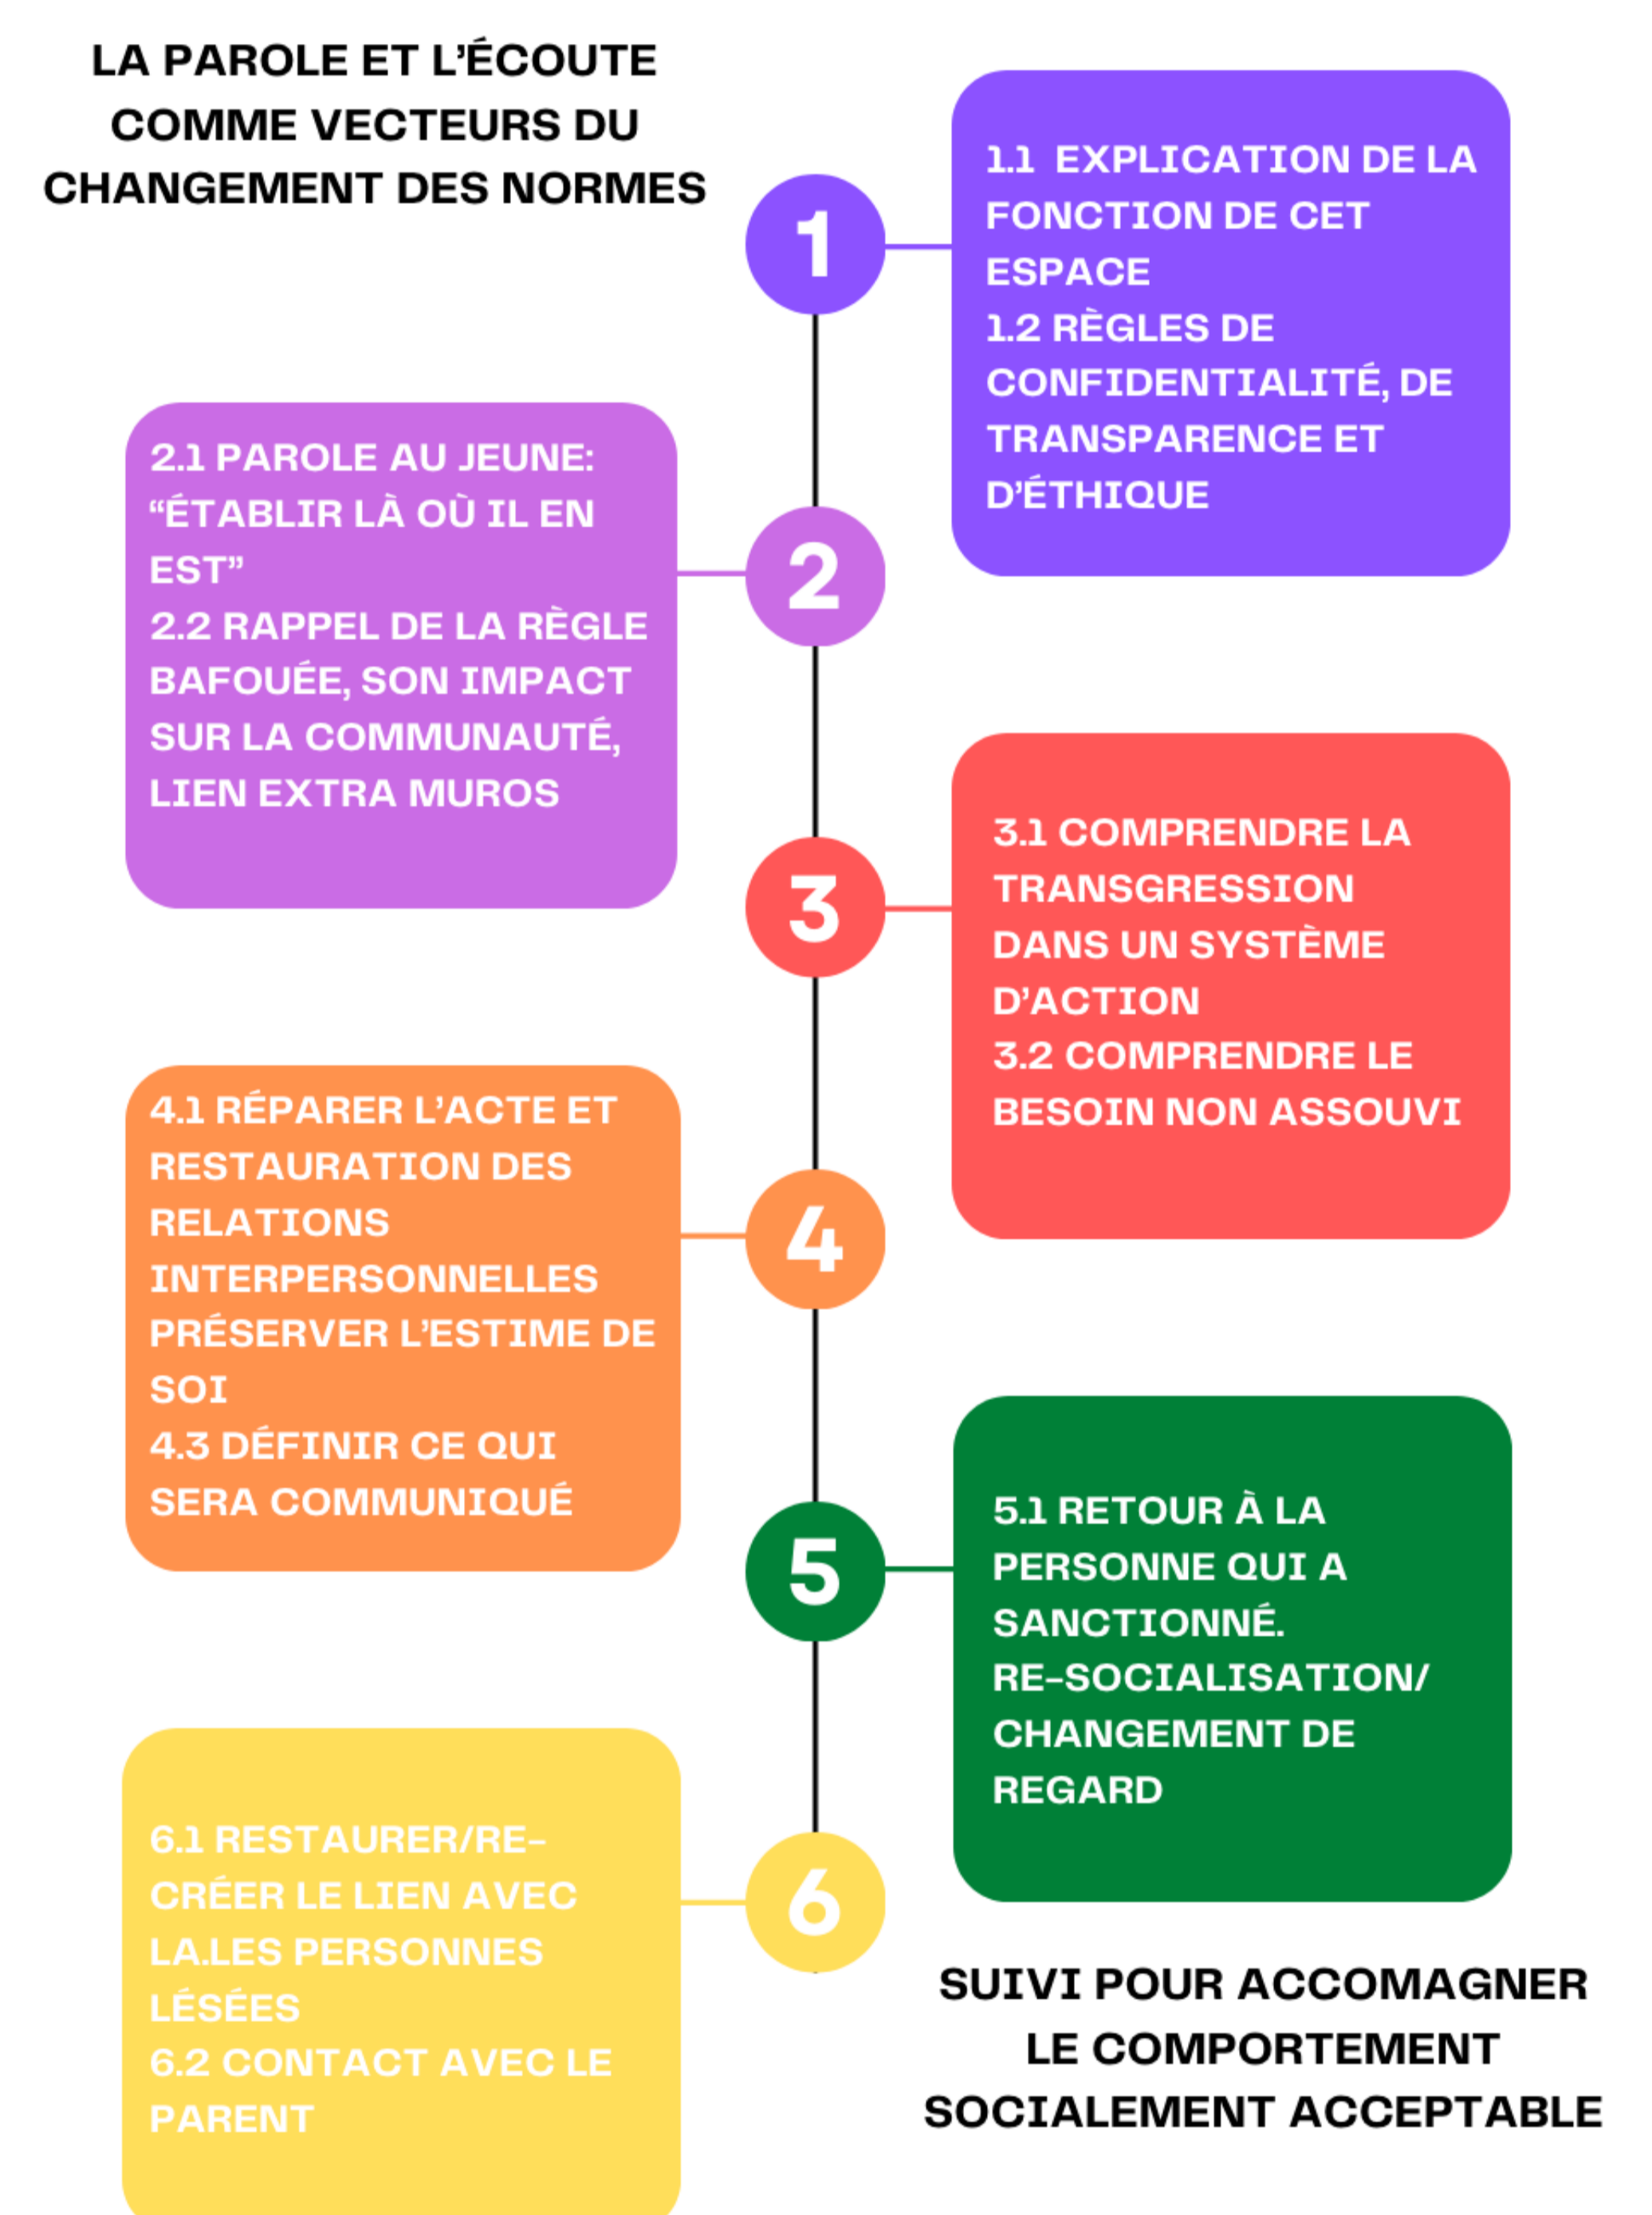 LA PAROLE ET L'ÉCOUTE
COMME VECTEURS DU
CHANGEMENT DES NORMES
1
1.1 EXPLICATION DE LA
FONCTION DE CET
ESPACE
1.2 RÈGLES DE
CONFIDENTIALITÉ, DE
TRANSPARENCE ET
D'ÉTHIQUE
2
2.1 PAROLE AU JEUNE:
“ÉTABLIR LÀ OÙ IL EN
EST”
2.2 RAPPEL DE LA RÈGLE
BAFOUÉE, SON IMPACT
SUR LA COMMUNAUTÉ,
LIEN EXTRA MUROS
3
3.1 COMPRENDRE LA
TRANSGRESSION
DANS UN SYSTÈME
D'ACTION
3.2 COMPRENDRE LE
BESOIN NON ASSOUVI
4
4.1 RÉPARER L'ACTE ET
RESTAURATION DES
RELATIONS
INTERPERSONNELLES
PRÉSERVER L'ESTIME DE
SOI
4.3 DÉFINIR CE QUI
SERA COMMUNIQUÉ
5
5.1 RETOUR À LA
PERSONNE QUI A
SANCTIONNÉ.
RE-SOCIALISATION/
CHANGEMENT DE
REGARD
6
6.1 RESTAURER/RE-
CRÉER LE LIEN AVEC
LA.LES PERSONNES
LÉSÉES
6.2 CONTACT AVEC LE
PARENT
SUIVI POUR ACCOMAGNER
LE COMPORTEMENT
SOCIALEMENT ACCEPTABLE